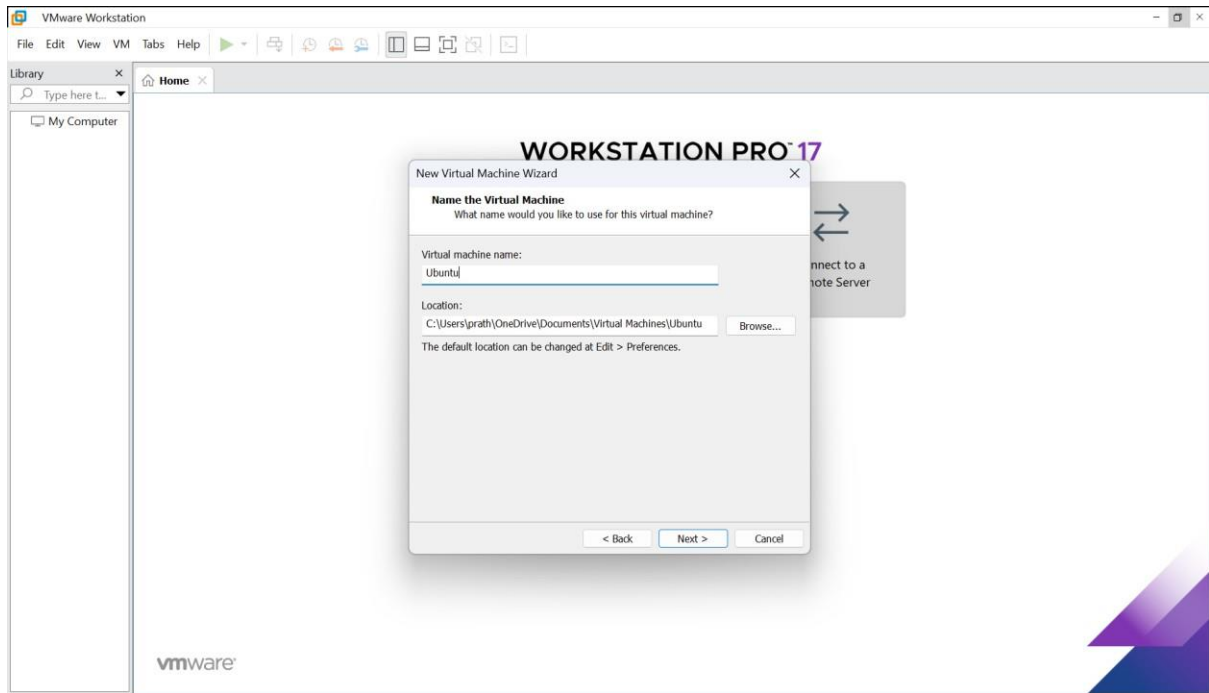 VMware Workstation
File Edit View VM Tabs Help
Library
Type here t...
My Computer
Home
WORKSTATION PRO™ 17
New Virtual Machine Wizard
Name the Virtual Machine
What name would you like to use for this virtual machine?
Virtual machine name:
Ubuntu
Location:
C:\Users\prath\OneDrive\Documents\Virtual Machines\Ubuntu
Browse...
The default location can be changed at Edit > Preferences.
< Back Next > Cancel
nnect to a
ote Server
vmware®